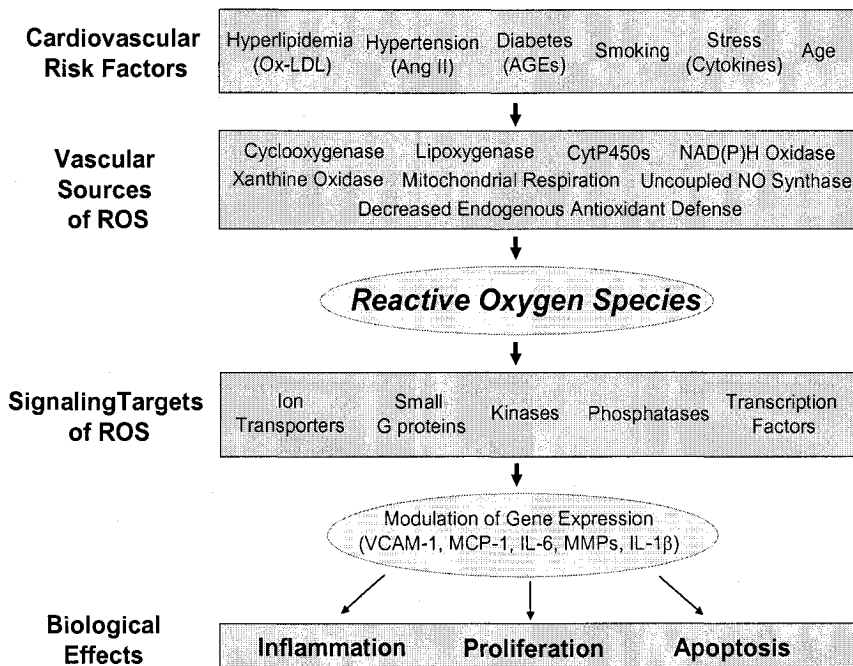 Cardiovascular
Risk Factors
Hyperlipidemia
(Ox-LDL)
Hypertension
(Ang II)
Diabetes
(AGEs)
Smoking
Stress
(Cytokines)
Age
Vascular
Sources
of ROS
Cyclooxygenase Lipoxygenase CytP450s NAD(P)H Oxidase
Xanthine Oxidase Mitochondrial Respiration Uncoupled NO Synthase
Decreased Endogenous Antioxidant Defense
Reactive Oxygen Species
SignalingTargets
of ROS
Ion
Transporters
Small
G proteins
Kinases
Phosphatases
Transcription
Factors
Modulation of Gene Expression
(VCAM-1, MCP-1, IL-6, MMPs, IL-1β)
Biological
Effects
Inflammation Proliferation Apoptosis